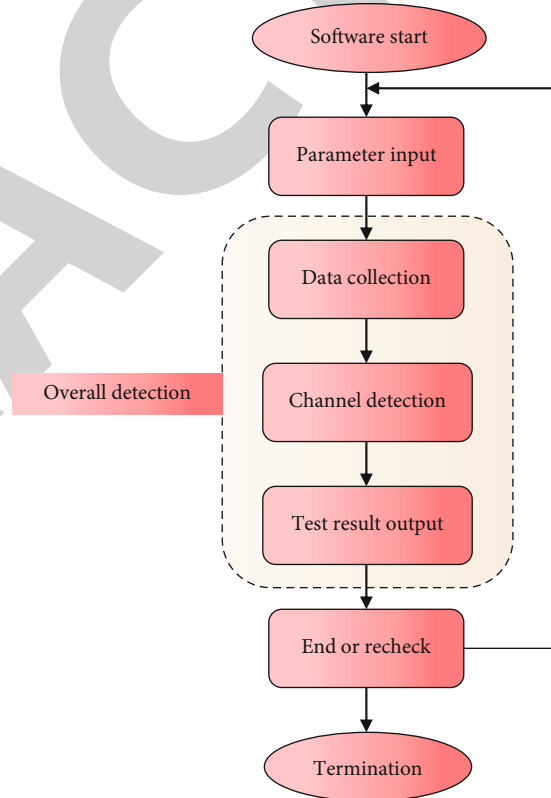 Software start
Parameter input
Data collection
Overall detection
Channel detection
Test result output
End or recheck
Termination